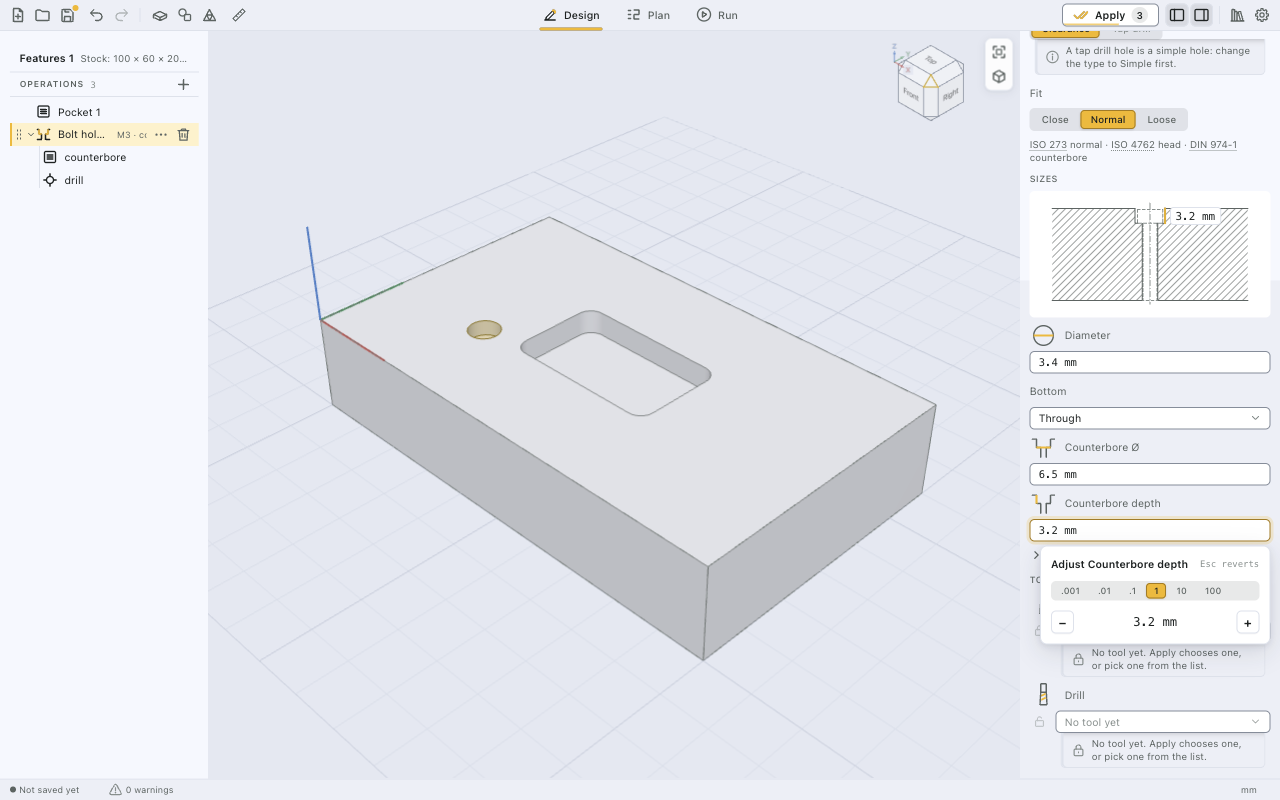 Design
Plan
Run
Apply 3
Features 1 Stock: 100 × 60 × 20...
OPERATIONS 3
Pocket 1
Bolt hol... M3 · cc
counterbore
drill
Z
Top
Front
Right
A tap drill hole is a simple hole: change
the type to Simple first.
Fit
Close Normal Loose
ISO 273 normal · ISO 4762 head · DIN 974-1
counterbore
SIZES
3.2 mm
Diameter
3.4 mm
Bottom
Through
Counterbore Ø
6.5 mm
Counterbore depth
3.2 mm
Adjust Counterbore depth Esc reverts
.001 .01 .1 1 10 100
− 3.2 mm +
No tool yet. Apply chooses one,
or pick one from the list.
Drill
No tool yet
No tool yet. Apply chooses one,
or pick one from the list.
Not saved yet
0 warnings
mm